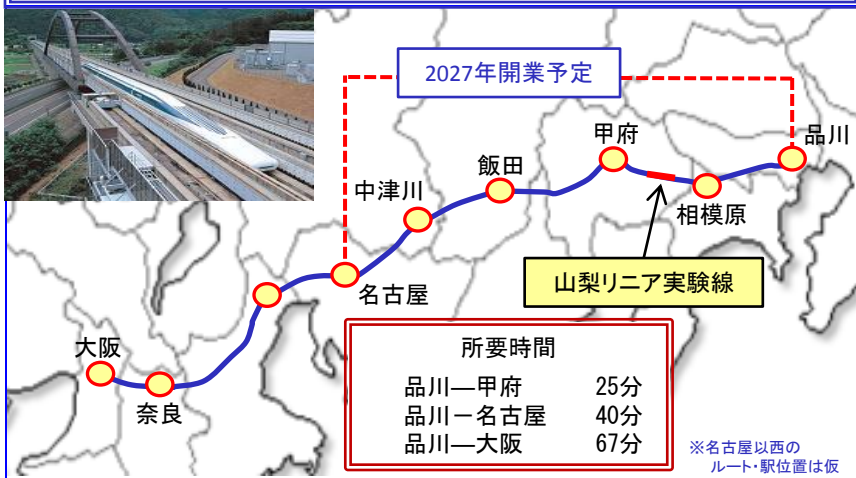 2027年開業予定
品川
甲府
飯田
中津川
相模原
名古屋
山梨リニア実験線
大阪
奈良
所要時間
品川―甲府 25分
品川－名古屋 40分
品川―大阪 67分
※名古屋以西の
ルート・駅位置は仮